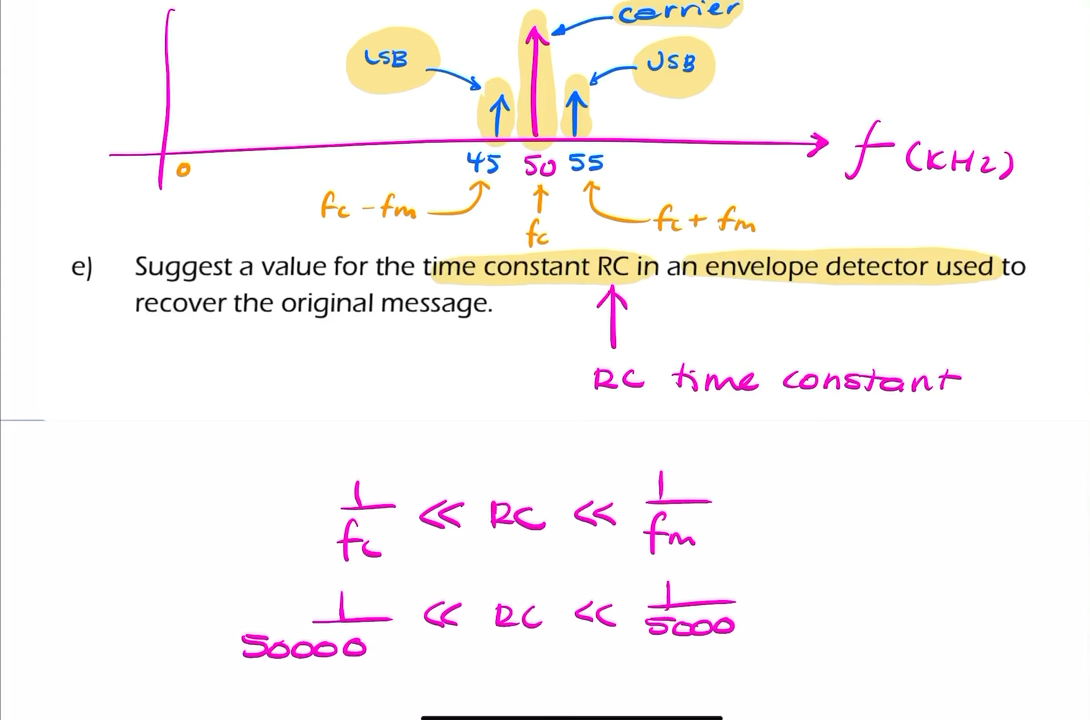 carrier
LSB
USB
0
45 50 55
f (KHz)
fc - fm
fc
fc + fm
e) Suggest a value for the time constant RC in an envelope detector used to
recover the original message.
RC time constant
1/fc << RC << 1/fm
1/50000 << RC << 1/5000